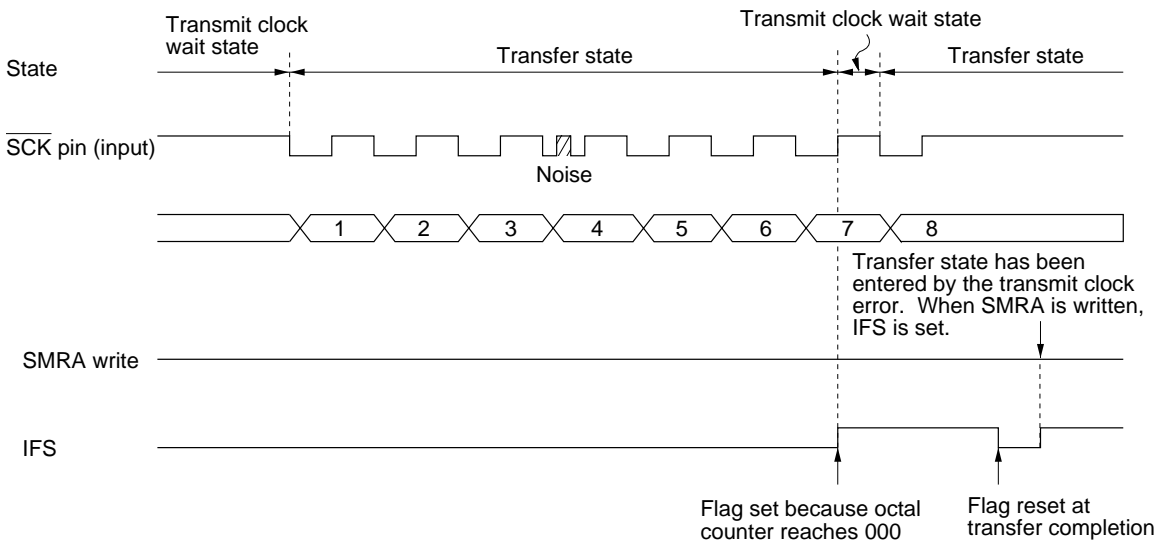 Transmit clock
wait state
Transmit clock wait state
State
Transfer state
Transfer state
SCK pin (input)
Noise
1 2 3 4 5 6 7 8
Transfer state has been
entered by the transmit clock
error. When SMRA is written,
IFS is set.
SMRA write
IFS
Flag set because octal
counter reaches 000
Flag reset at
transfer completion